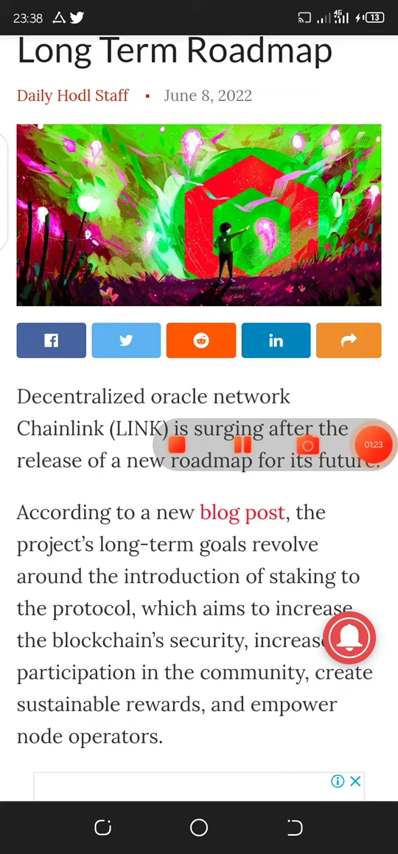 23:38
4G
13
Long Term Roadmap
Daily Hodl Staff ▪ June 8, 2022
in
Decentralized oracle network
Chainlink (LINK) is surging after the
01:23
release of a new roadmap for its future.
According to a new blog post, the
project's long-term goals revolve
around the introduction of staking to
the protocol, which aims to increase
the blockchain's security, increase
participation in the community, create
sustainable rewards, and empower
node operators.